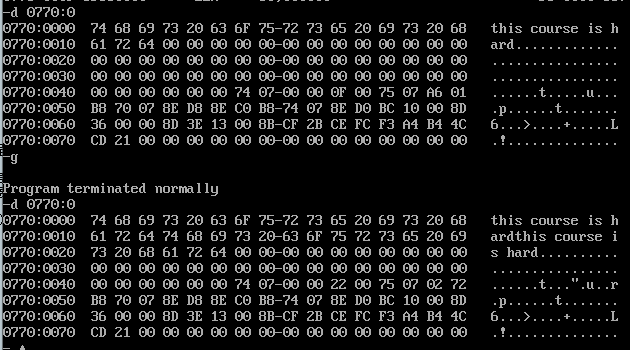 -d 0770:0
0770:0000 74 68 69 73 20 63 6F 75-72 73 65 20 69 73 20 68 this course is h
0770:0010 61 72 64 00 00 00 00 00-00 00 00 00 00 00 00 00 ard.............
0770:0020 00 00 00 00 00 00 00 00-00 00 00 00 00 00 00 00 ................
0770:0030 00 00 00 00 00 00 00 00-00 00 00 00 00 00 00 00 ................
0770:0040 00 00 00 00 00 00 74 07-00 00 0F 00 75 07 A6 01 ......t.....u...
0770:0050 B8 70 07 8E D8 8E C0 B8-74 07 8E D0 BC 10 00 8D .p......t.......
0770:0060 36 00 00 8D 3E 13 00 8B-CF 2B CE FC F3 A4 B4 4C 6...>....+.....L
0770:0070 CD 21 00 00 00 00 00 00-00 00 00 00 00 00 00 00 .!..............
-g
Program terminated normally
-d 0770:0
0770:0000 74 68 69 73 20 63 6F 75-72 73 65 20 69 73 20 68 this course is h
0770:0010 61 72 64 74 68 69 73 20-63 6F 75 72 73 65 20 69 ardthis course i
0770:0020 73 20 68 61 72 64 00 00-00 00 00 00 00 00 00 00 s hard..........
0770:0030 00 00 00 00 00 00 00 00-00 00 00 00 00 00 00 00 ................
0770:0040 00 00 00 00 00 00 74 07-00 00 22 00 75 07 02 72 ......t...".u..r
0770:0050 B8 70 07 8E D8 8E C0 B8-74 07 8E D0 BC 10 00 8D .p......t.......
0770:0060 36 00 00 8D 3E 13 00 8B-CF 2B CE FC F3 A4 B4 4C 6...>....+.....L
0770:0070 CD 21 00 00 00 00 00 00-00 00 00 00 00 00 00 00 .!..............